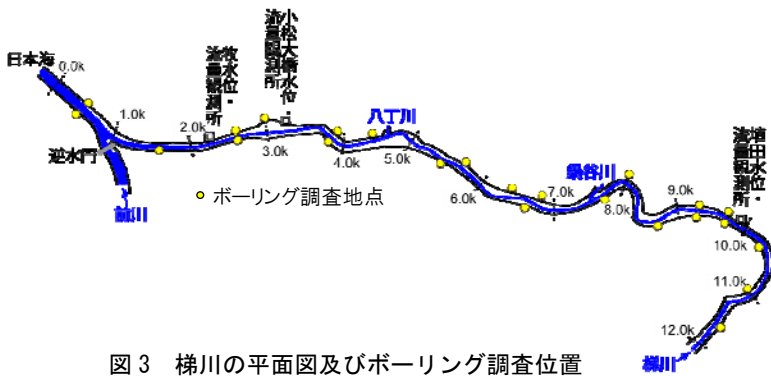 日本海
0.0k
1.0k
逆水門
前川
2.0k
牧水位・
流量観測所
3.0k
小松大橋水位・
流量観測所
4.0k
八丁川
5.0k
6.0k
7.0k
鍋谷川
8.0k
9.0k
埴田水位・
流量観測所
10.0k
11.0k
12.0k
梯川
ボーリング調査地点
図3 梯川の平面図及びボーリング調査位置